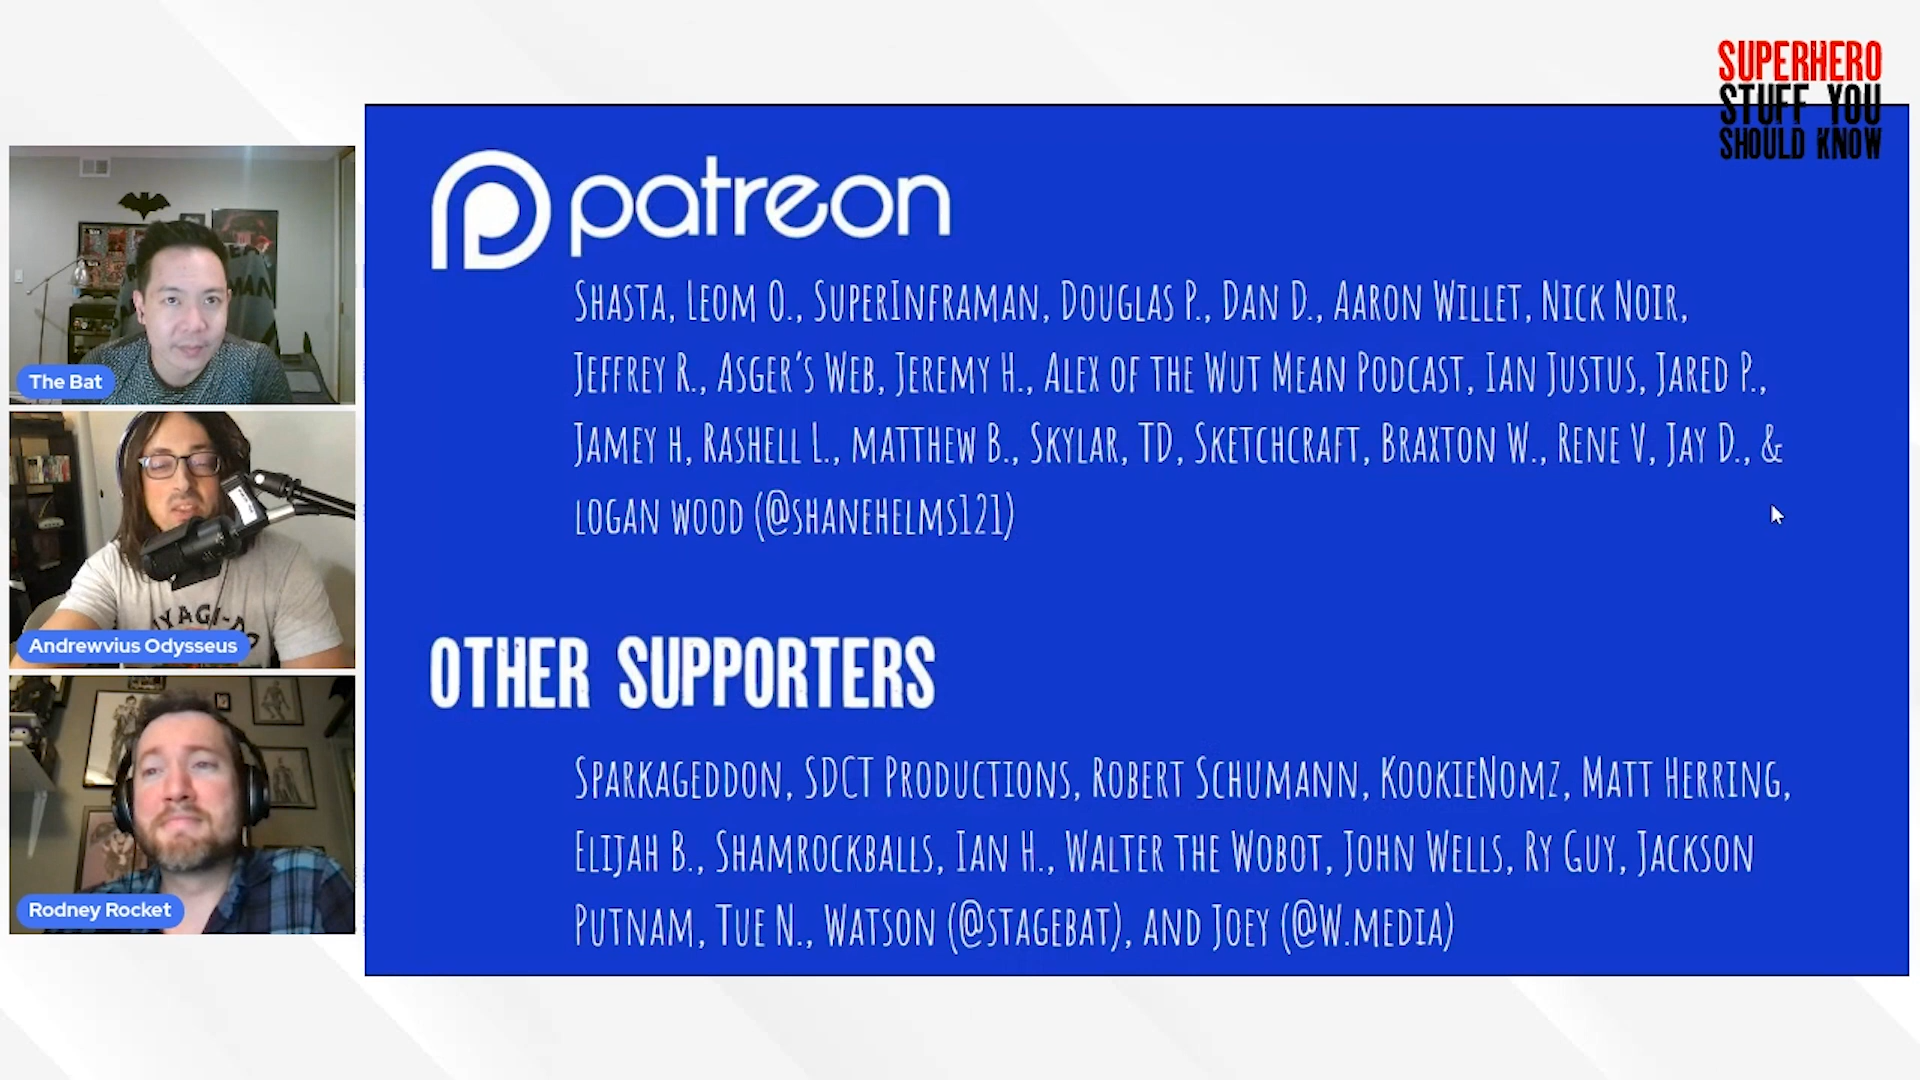 SUPERHERO
STUFF YOU
SHOULD KNOW
patreon
Shasta, Leom O., SuperInframan, Douglas P., Dan D., Aaron Willet, Nick Noir,
Jeffrey R., Asger's Web, Jeremy H., Alex of the Wut Mean Podcast, Ian Justus, Jared P.,
Jamey H, Rashell L., matthew B., Skylar, TD, Sketchcraft, Braxton W., Rene V, Jay D., &
logan wood (@shanehelms121)
OTHER SUPPORTERS
Sparkageddon, SDCT Productions, Robert Schumann, KookieNomz, Matt Herring,
Elijah B., Shamrockballs, Ian H., Walter the Wobot, John Wells, Ry Guy, Jackson
Putnam, Tue N., Watson (@stagebat), and Joey (@W.media)
The Bat
Andrewvius Odysseus
Rodney Rocket